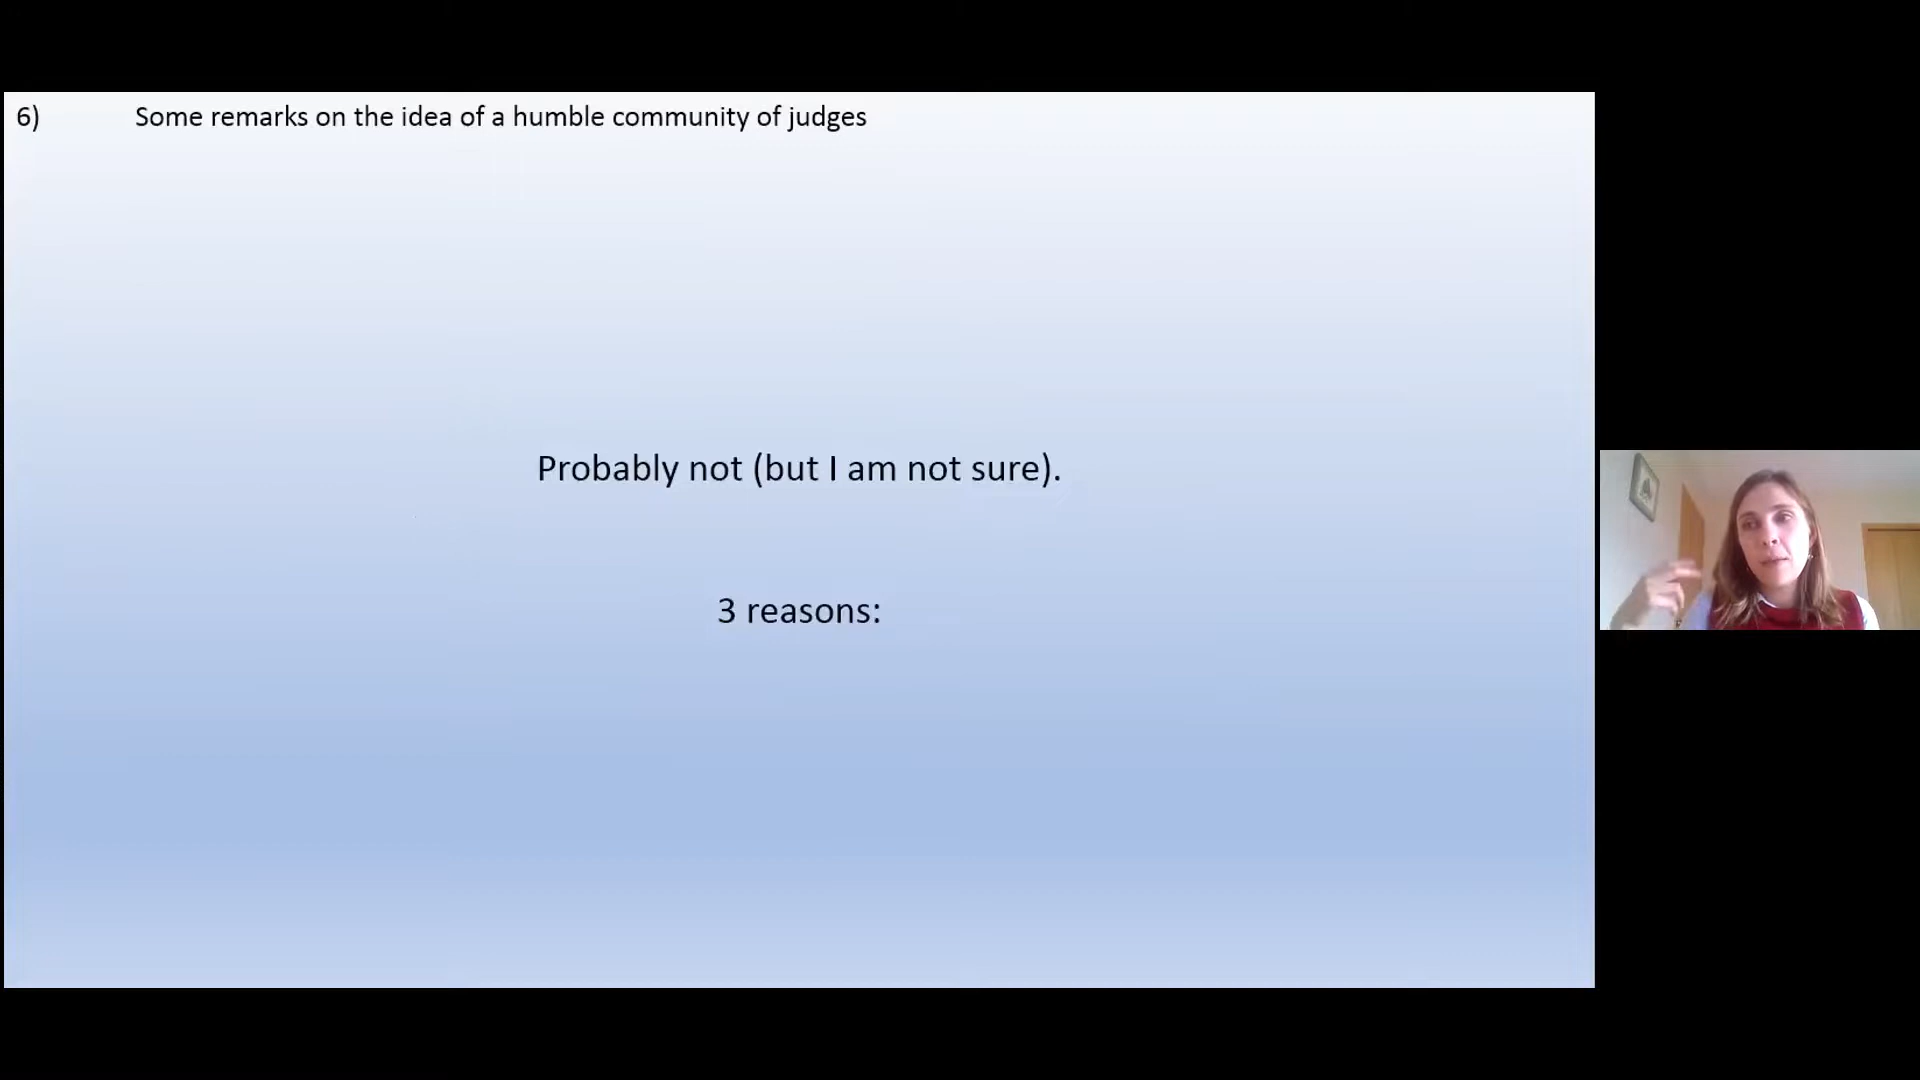 6) Some remarks on the idea of a humble community of judges
Probably not (but I am not sure).
3 reasons: